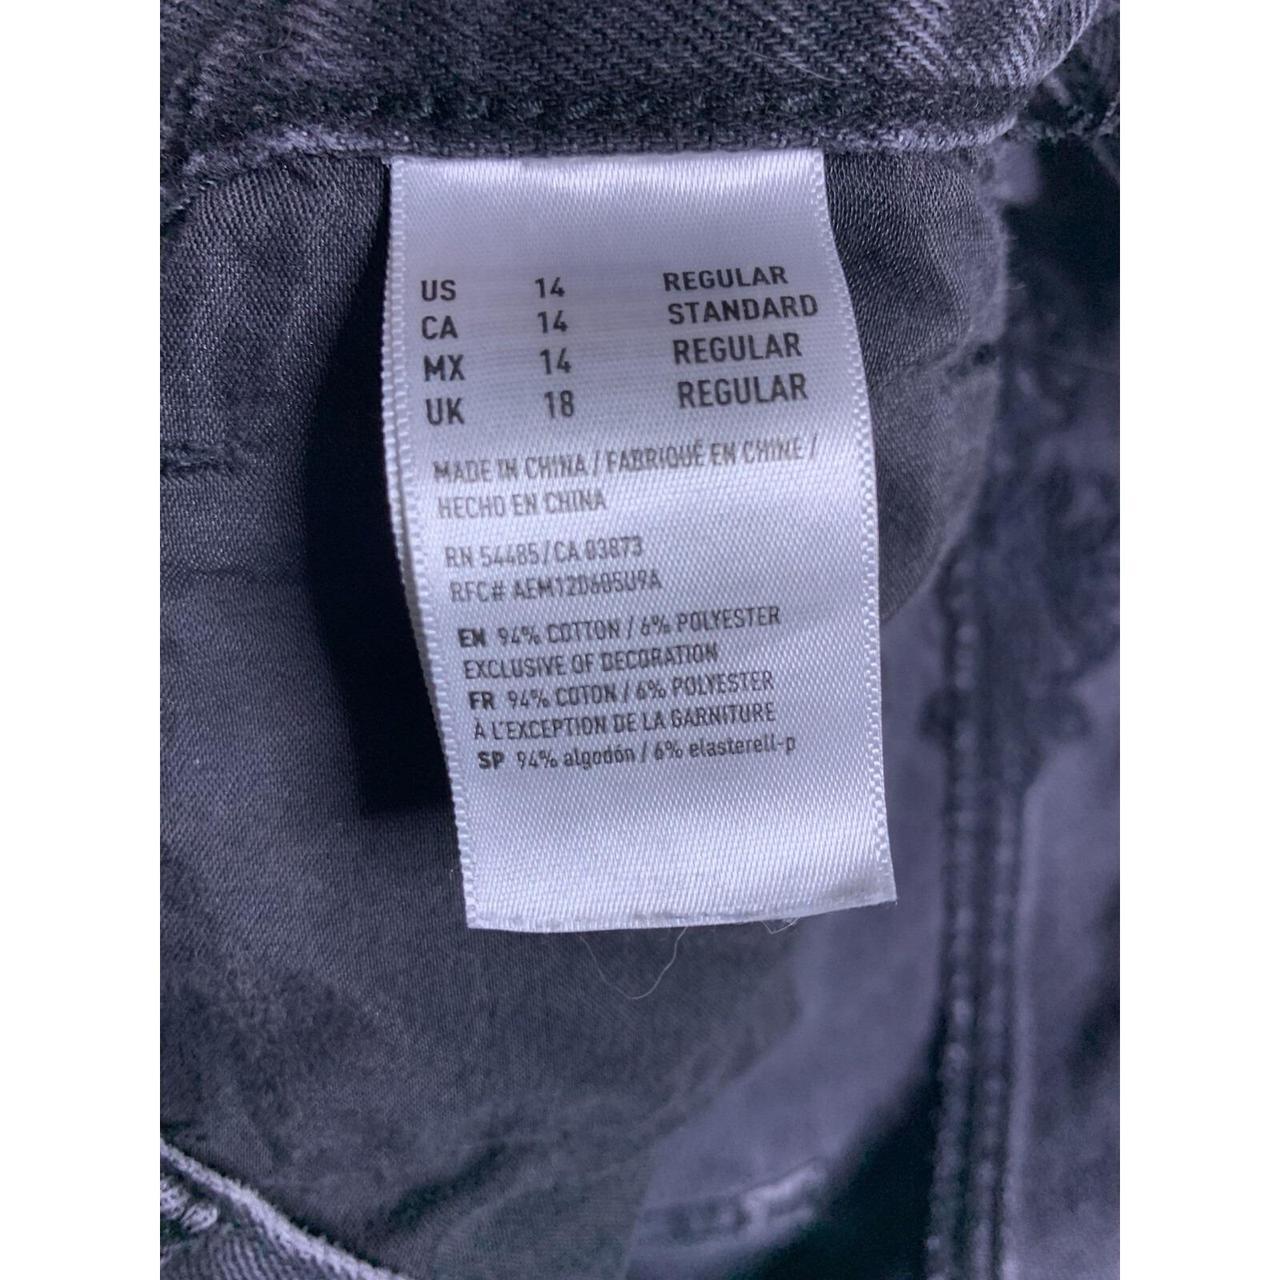 US 14 REGULAR
CA 14 STANDARD
MX 14 REGULAR
UK 18 REGULAR
MADE IN CHINA / FABRIQUÉ EN CHINE /
HECHO EN CHINA
RN 54485/CA 03873
RFC# AEM120605U9A
EN 94% COTTON / 6% POLYESTER
EXCLUSIVE OF DECORATION
FR 94% COTON / 6% POLYESTER
À L'EXCEPTION DE LA GARNITURE
SP 94% algodón / 6% elasterell-p